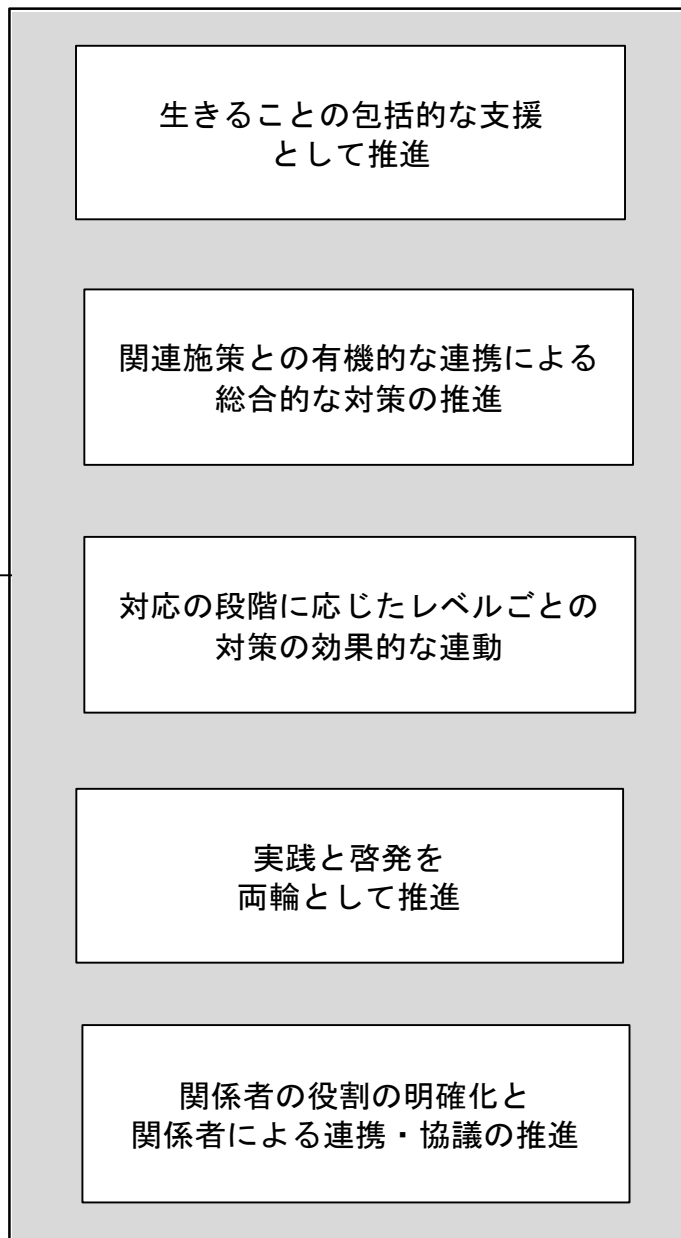 生きることの包括的な支援
として推進
関連施策との有機的な連携による
総合的な対策の推進
対応の段階に応じたレベルごとの
対策の効果的な連動
実践と啓発を
両輪として推進
関係者の役割の明確化と
関係者による連携・協議の推進